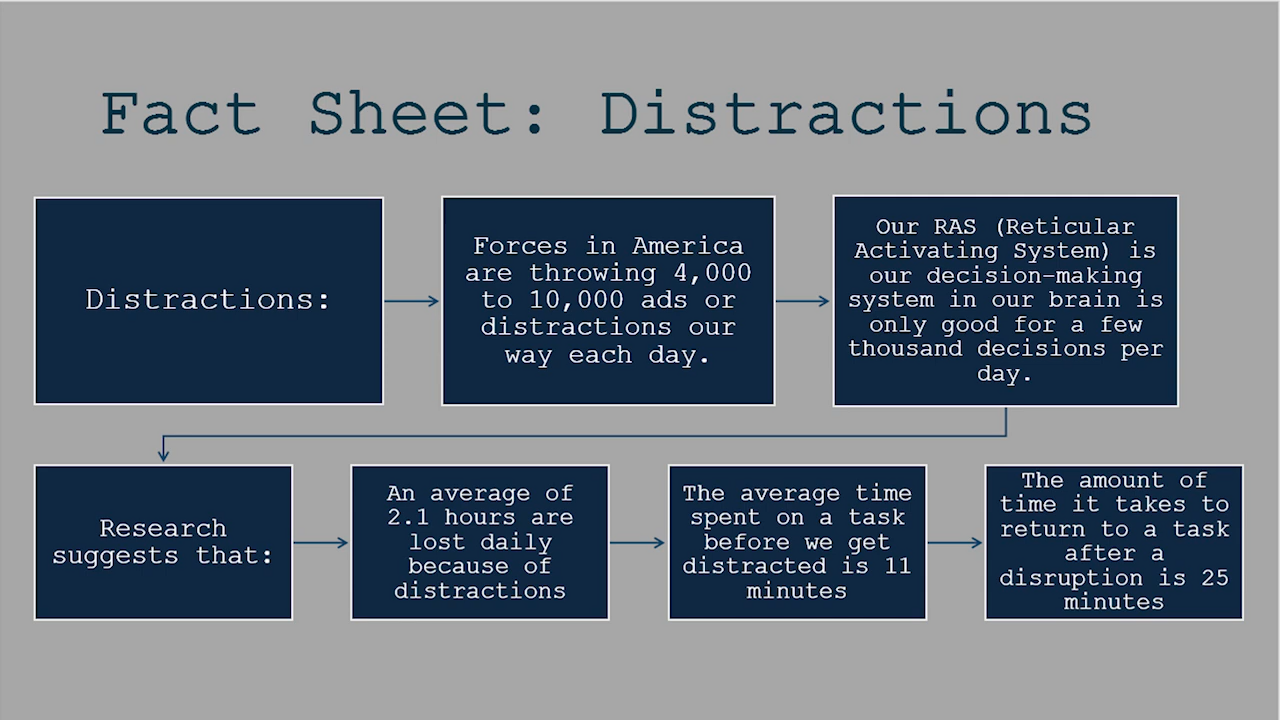 Fact Sheet: Distractions
Distractions:
Forces in America
are throwing 4,000
to 10,000 ads or
distractions our
way each day.
Our RAS (Reticular
Activating System) is
our decision-making
system in our brain is
only good for a few
thousand decisions per
day.
Research
suggests that:
An average of
2.1 hours are
lost daily
because of
distractions
The average time
spent on a task
before we get
distracted is 11
minutes
The amount of
time it takes to
return to a task
after a
disruption is 25
minutes